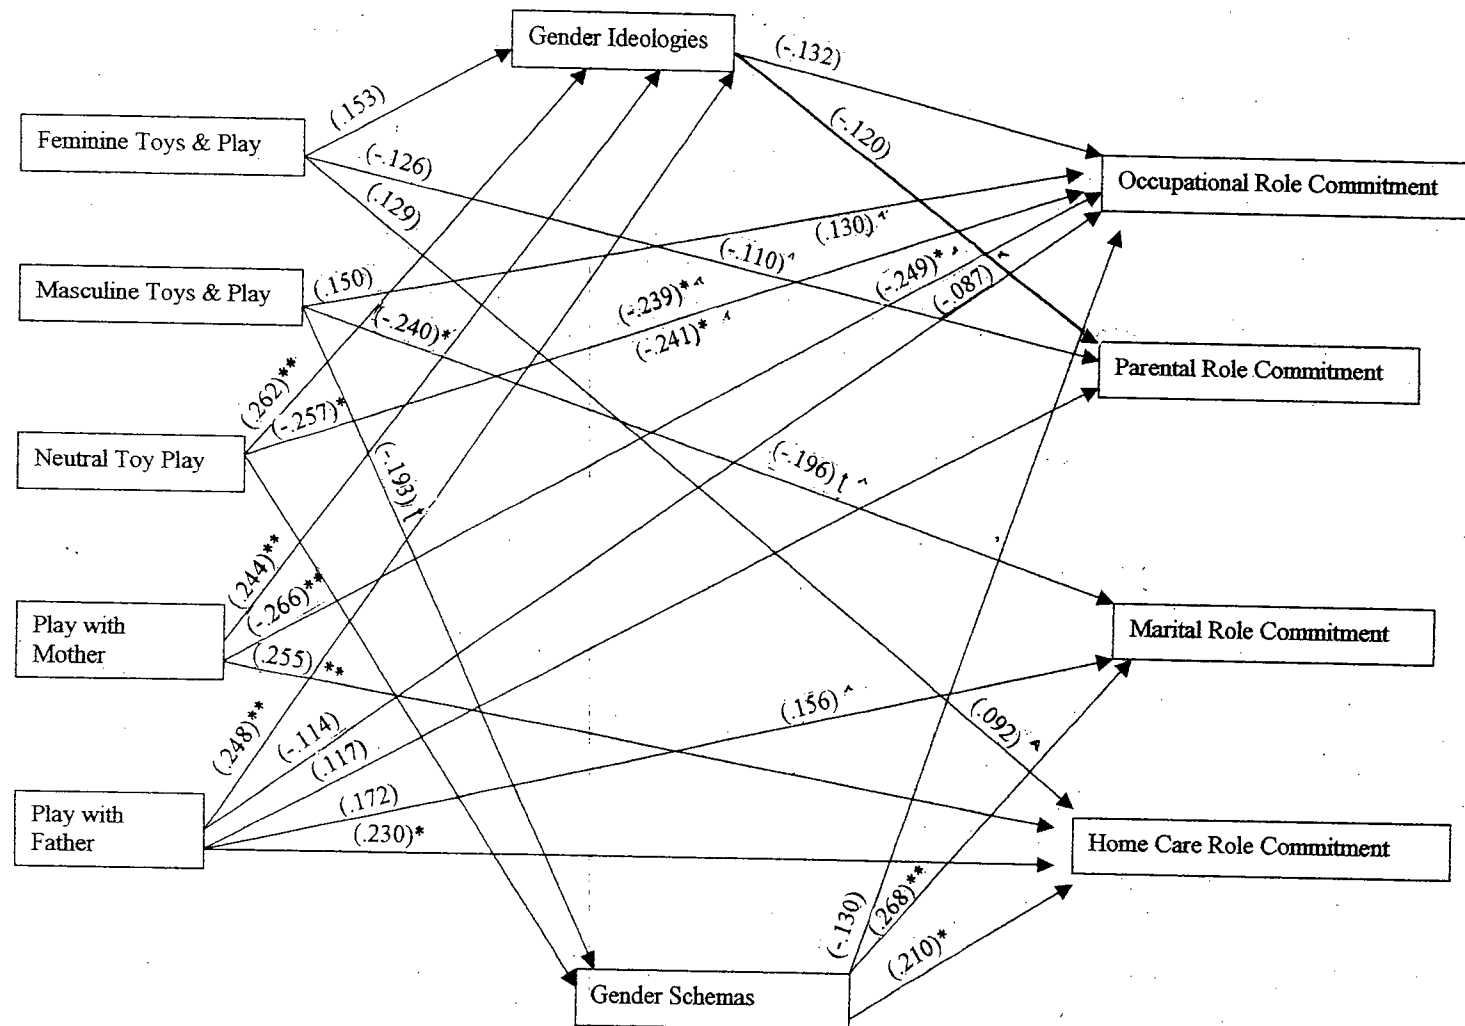 Gender Ideologies
(-.132)
(.153)
(-.120)
Feminine Toys & Play
(-.126)
(.129)
Occupational Role Commitment
(.130)^
(-.110)^
(-.249)*^
(-.087)^
Masculine Toys & Play
(.150)
(-.239)*^
(-.240)*
(-.241)*^
Parental Role Commitment
(.262)**
(-.257)*
Neutral Toy Play
(-.193) t
(-.196) t ^
(.244)**
(-.266)**
Play with
Mother
(.255) **
Marital Role Commitment
(.156)^
(.092)^
(.248)**
(-.114)
(.117)
Play with
Father
(.172)
(.230)*
Home Care Role Commitment
(-.130)
(.268)**
(.210)*
Gender Schemas